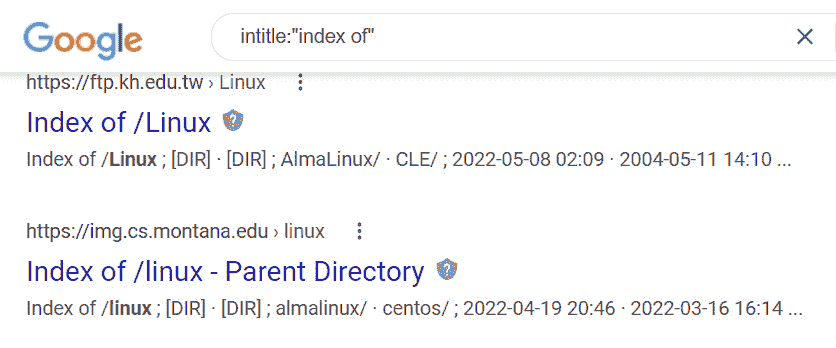 Google
intitle:"index of"
https://ftp.kh.edu.tw › Linux
Index of /Linux
Index of /Linux ; [DIR] · [DIR] ; AlmaLinux/ · CLE/ ; 2022-05-08 02:09 · 2004-05-11 14:10 ...
https://img.cs.montana.edu › linux
Index of /linux - Parent Directory
Index of /linux ; [DIR] · [DIR] ; almalinux/ · centos/ ; 2022-04-19 20:46 · 2022-03-16 16:14 ...